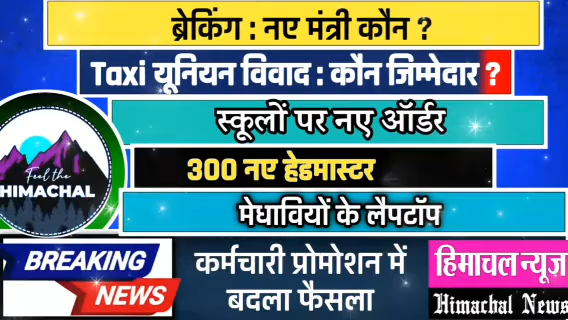 ब्रेकिंग : नए मंत्री कौन ?
Taxi यूनियन विवाद : कौन जिम्मेदार ?
स्कूलों पर नए ऑर्डर
300 नए हेडमास्टर
मेधावियों के लैपटॉप
Feel the
HIMACHAL
BREAKING
NEWS
कर्मचारी प्रोमोशन में
बदला फैसला
हिमाचल न्यूज
Himachal News